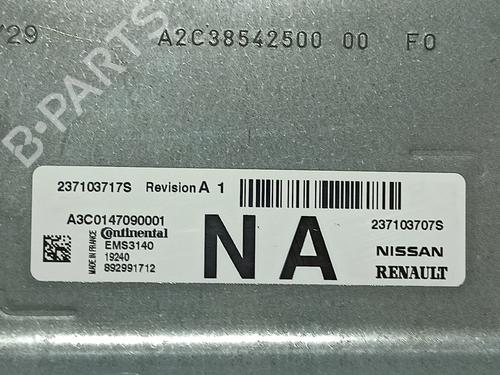 /29 A2C38542500 00 F0
B-PARTS
237103717S Revision A 1
A3C0147090001 Continental
EMS3140
19240
892991712
MADE IN FRANCE
NA
237103707S
NISSAN
RENAULT